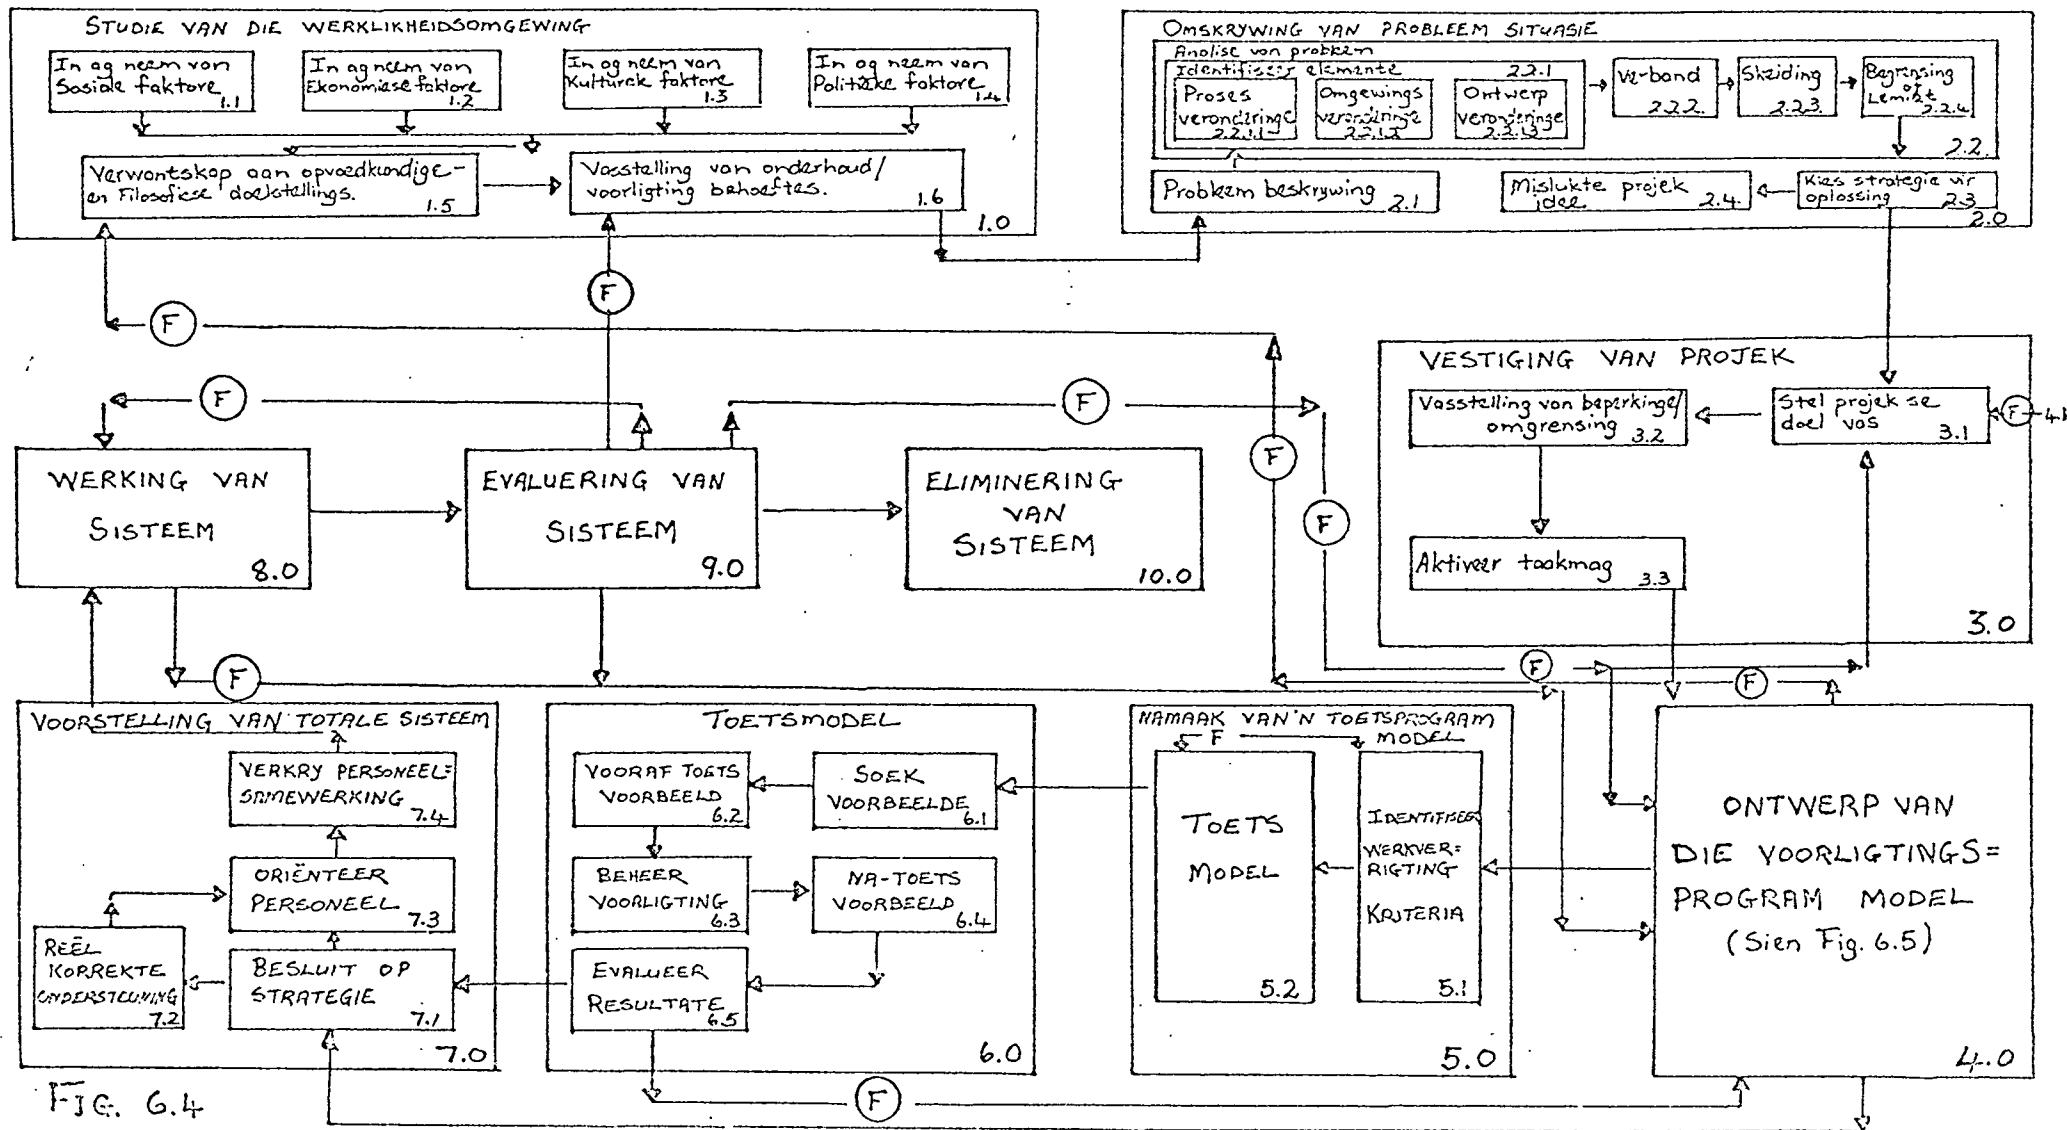 STUDIE VAN DIE WERKLIKHEIDSOMGEWING
In ag neem van
Sosiale faktore
1.1
In ag neem van
Ekonomiese faktore
1.2
In ag neem van
Kulturele faktore
1.3
In ag neem van
Politieke faktore
1.4
Verwantskap aan opvoedkundige-
en Filosofiese doelstellings.
1.5
Vasstelling van onderhoud/
voorligting behoeftes.
1.6
1.0
OMSKRYWING VAN PROBLEEM SITUASIE
Analise van probleem
Identifiseer elemente 2.2.1
Proses
veranderinge
2.2.1.1
Omgewings
veranderinge
2.2.1.2
Ontwerp
veranderinge
2.2.1.3
Verband
2.2.2.
Skeiding
2.2.3.
Begrensing
of
Lemiet
2.2.4
2.2.
Probleem beskrywing
2.1
Mislukte projek
idee
2.4.
Kies strategie vir
oplossing
2.3
2.0
F
F
F
F
F
F
VESTIGING VAN PROJEK
Vasstelling van beperkinge/
omgrensing
3.2
Stel projek se
doel vas
3.1
F
Aktiveer taakmag
3.3
3.0
WERKING VAN
SISTEEM
8.0
EVALUERING VAN
SISTEEM
9.0
ELIMINERING
VAN
SISTEEM
10.0
F
F
F
VOORSTELLING VAN TOTALE SISTEEM
VERKRY PERSONEEL=
SAMEWERKING
7.4
ORIËNTEER
PERSONEEL
7.3
REËL
KORREKTE
ONDERSTEUNING
7.2
BESLUIT OP
STRATEGIE
7.1
7.0
TOETSMODEL
VOORAF TOETS
VOORBEELD
6.2
SOEK
VOORBEELDE
6.1
BEHEER
VOORLIGTING
6.3
NA-TOETS
VOORBEELD
6.4
EVALUEER
RESULTATE
6.5
6.0
NAMAAK VAN 'N TOETSPROGRAM
MODEL
F
TOETS
MODEL
5.2
IDENTIFISEER
WERKVER=
RIGTING
KRITERIA
5.1
5.0
ONTWERP VAN
DIE VOORLIGTINGS=
PROGRAM MODEL
(Sien Fig. 6.5)
4.0
F
FIG. 6.4